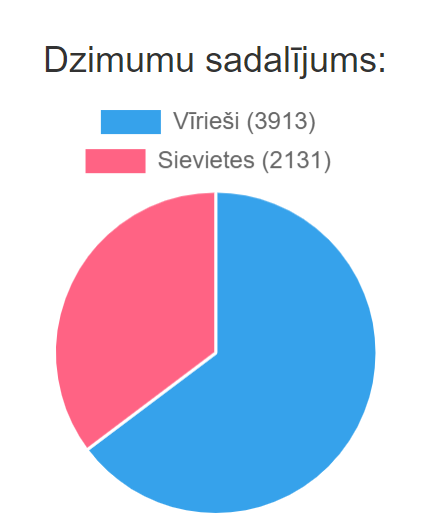 Dzimumu sadalījums:
Vīrieši (3913)
Sievietes (2131)